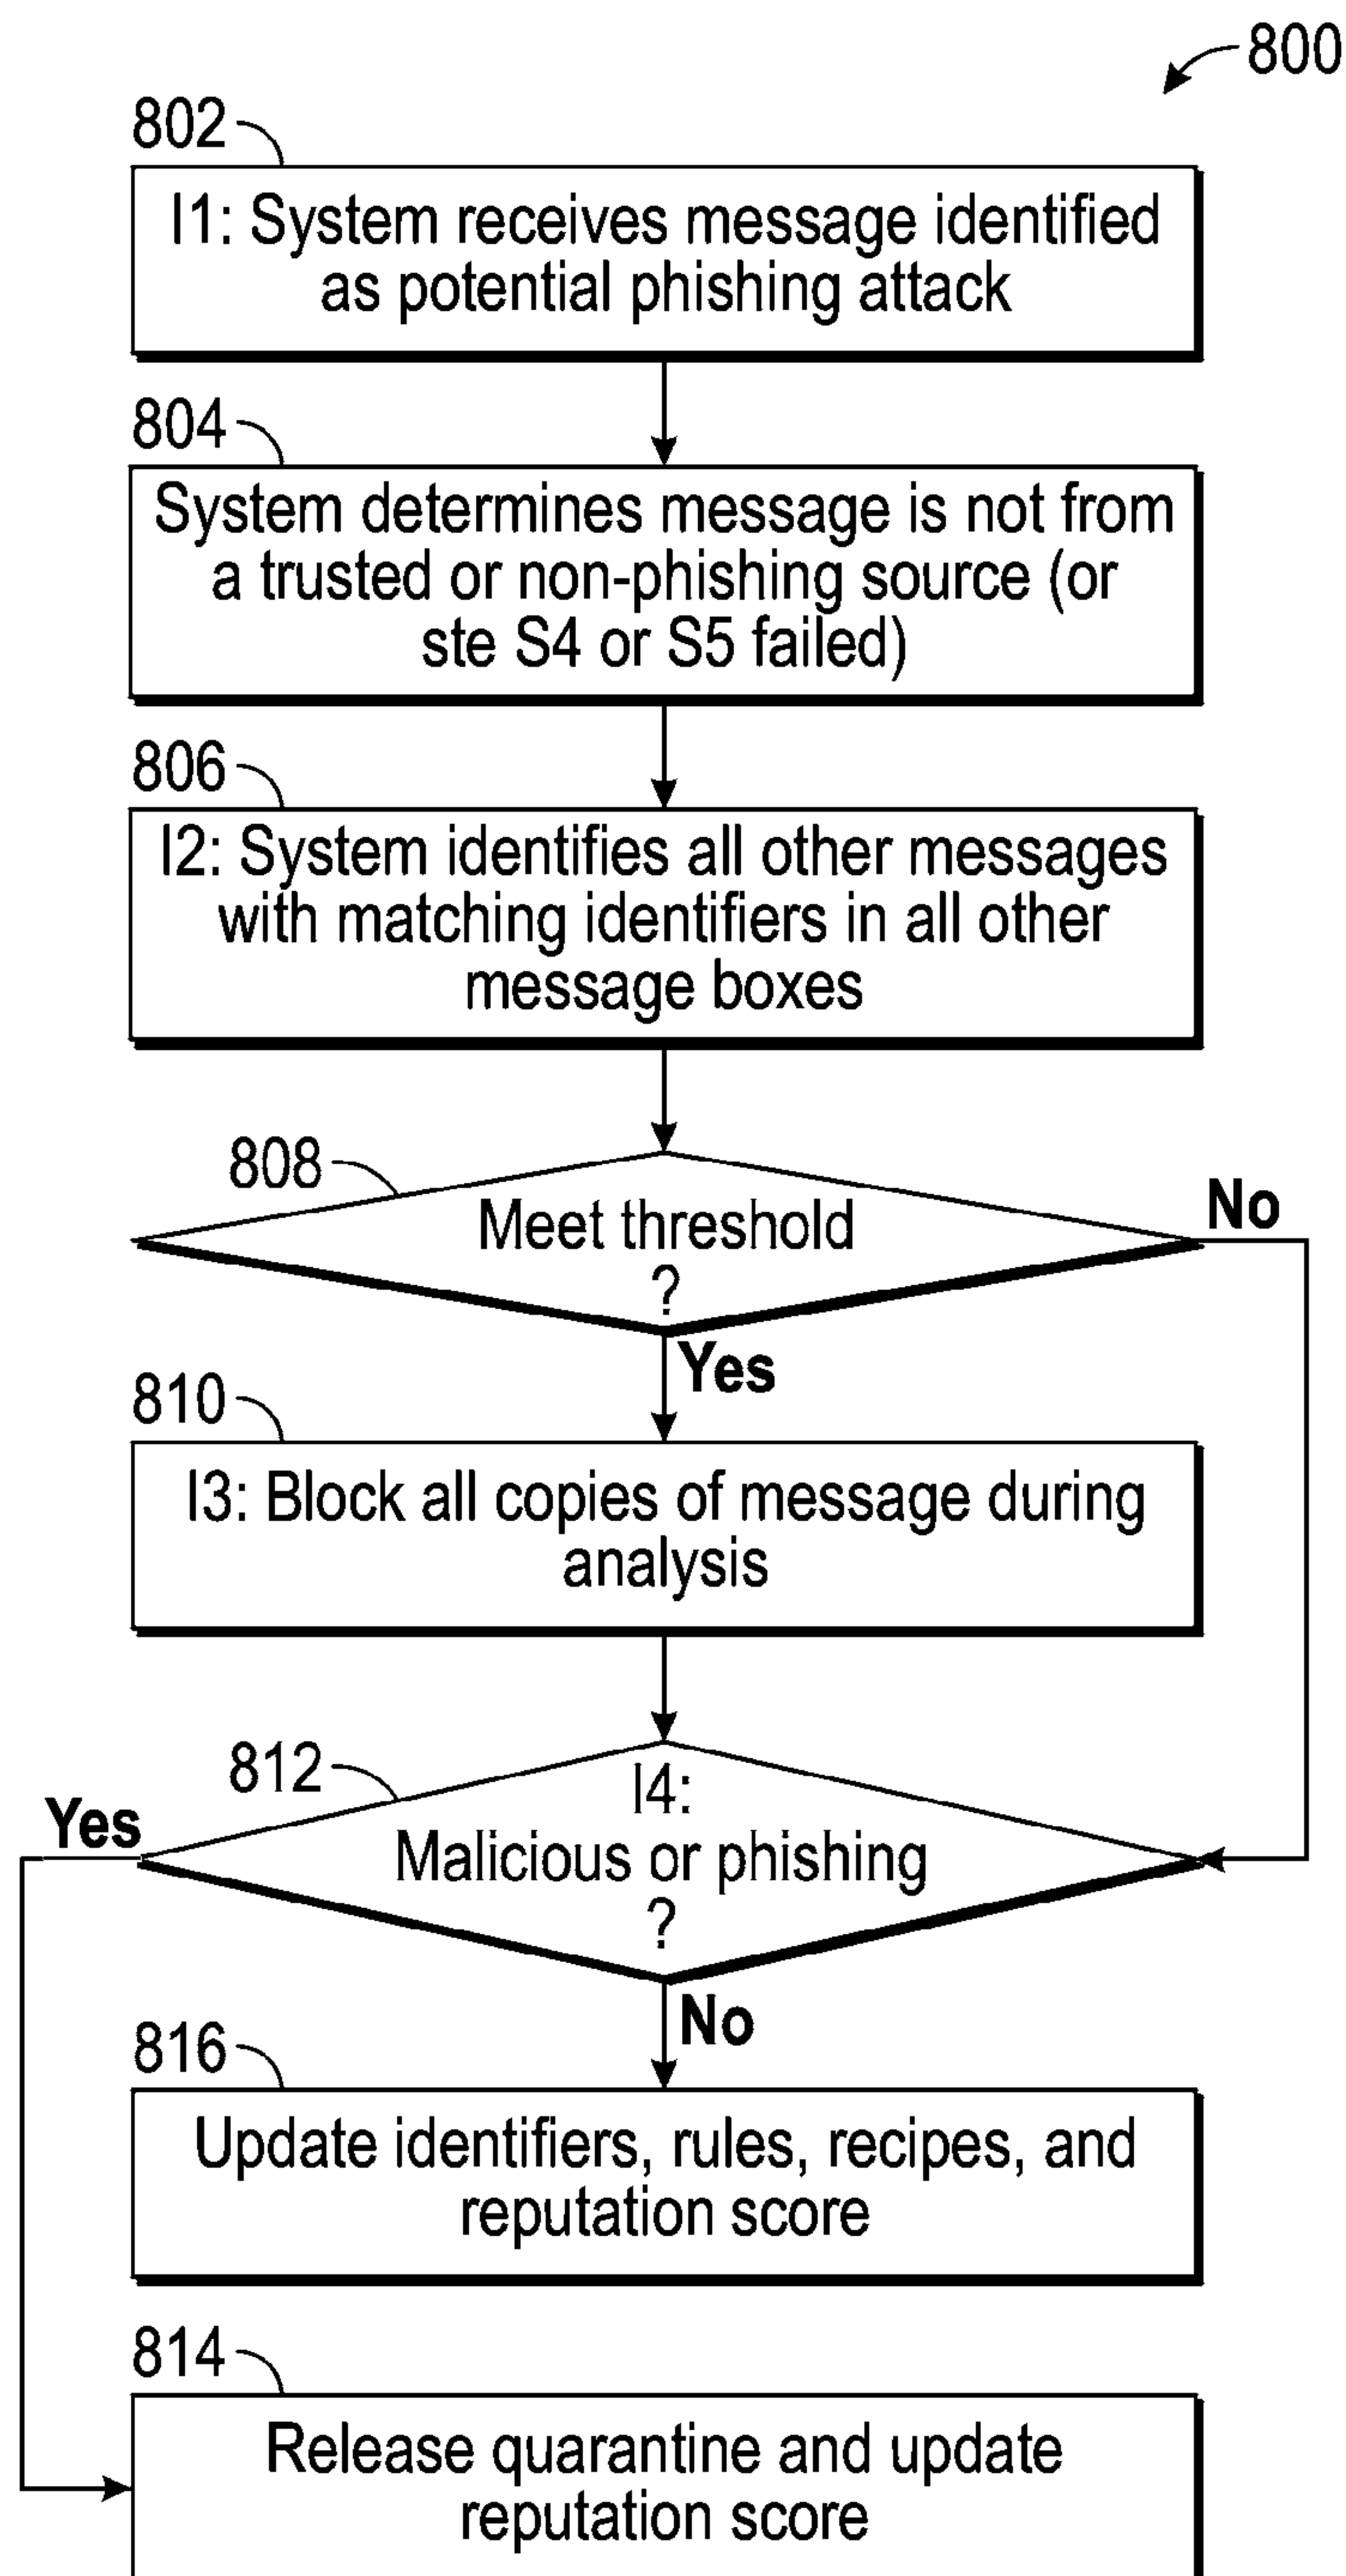 800
802
I1: System receives message identified
as potential phishing attack
804
System determines message is not from
a trusted or non-phishing source (or
ste S4 or S5 failed)
806
I2: System identifies all other messages
with matching identifiers in all other
message boxes
808
Meet threshold
?
No
Yes
810
I3: Block all copies of message during
analysis
812
I4:
Malicious or phishing
?
Yes
No
816
Update identifiers, rules, recipes, and
reputation score
814
Release quarantine and update
reputation score